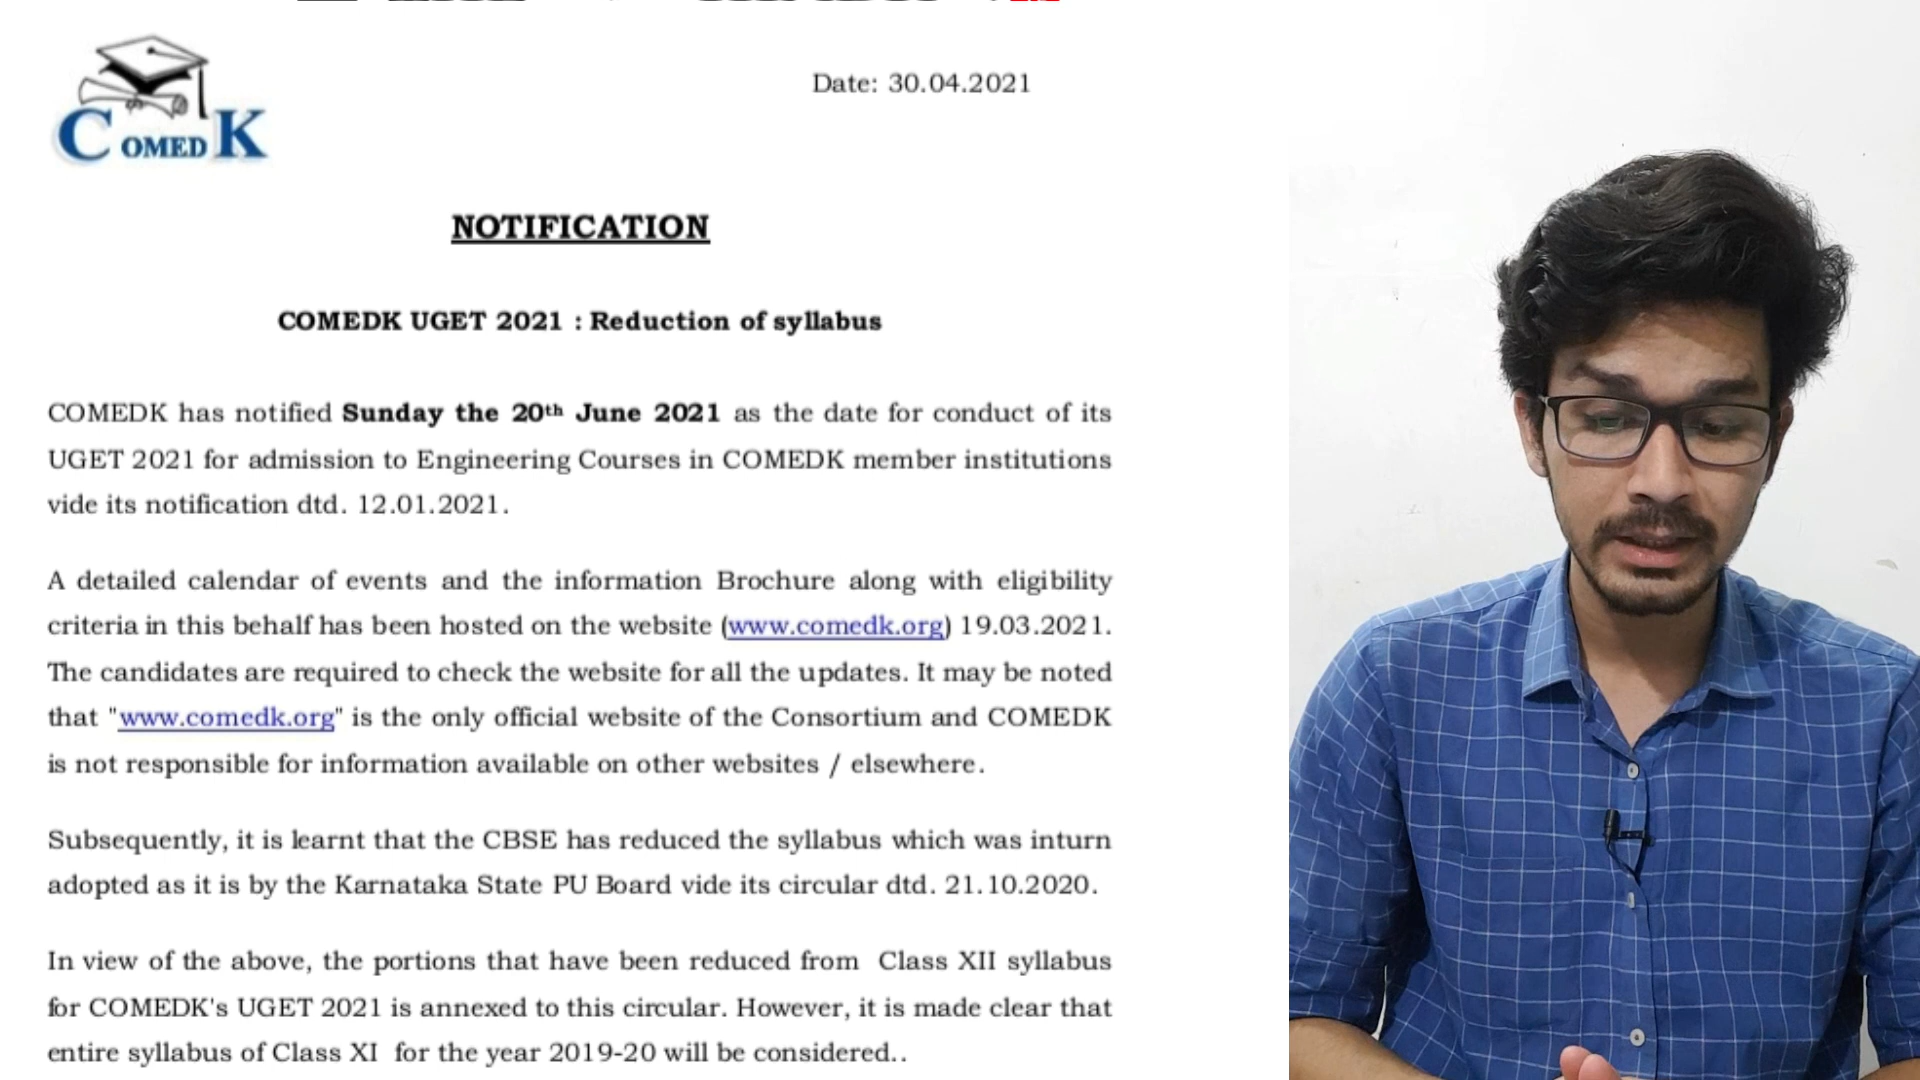 COMEDK
Date: 30.04.2021
NOTIFICATION
COMEDK UGET 2021 : Reduction of syllabus
COMEDK has notified Sunday the 20th June 2021 as the date for conduct of its
UGET 2021 for admission to Engineering Courses in COMEDK member institutions
vide its notification dtd. 12.01.2021.
A detailed calendar of events and the information Brochure along with eligibility
criteria in this behalf has been hosted on the website (www.comedk.org) 19.03.2021.
The candidates are required to check the website for all the updates. It may be noted
that "www.comedk.org" is the only official website of the Consortium and COMEDK
is not responsible for information available on other websites / elsewhere.
Subsequently, it is learnt that the CBSE has reduced the syllabus which was inturn
adopted as it is by the Karnataka State PU Board vide its circular dtd. 21.10.2020.
In view of the above, the portions that have been reduced from Class XII syllabus
for COMEDK's UGET 2021 is annexed to this circular. However, it is made clear that
entire syllabus of Class XI for the year 2019-20 will be considered..